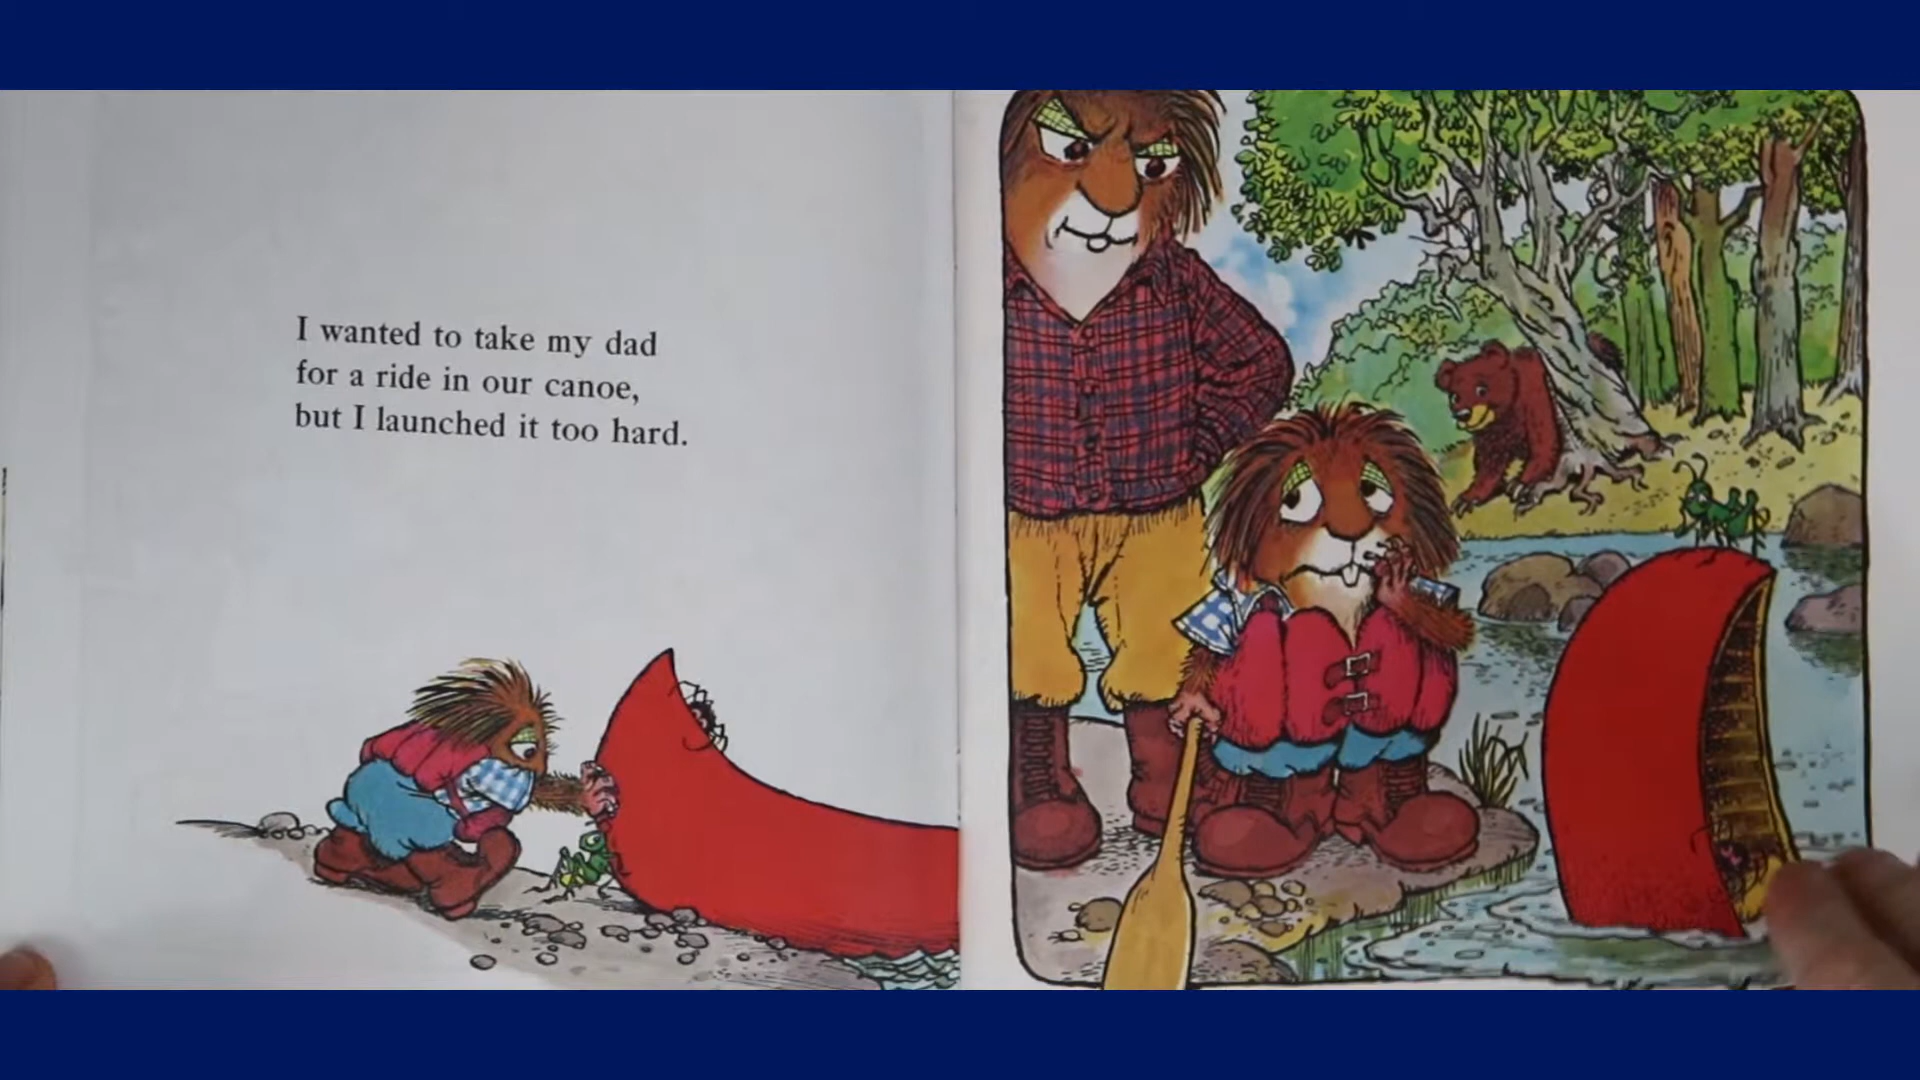 I wanted to take my dad
for a ride in our canoe,
but I launched it too hard.